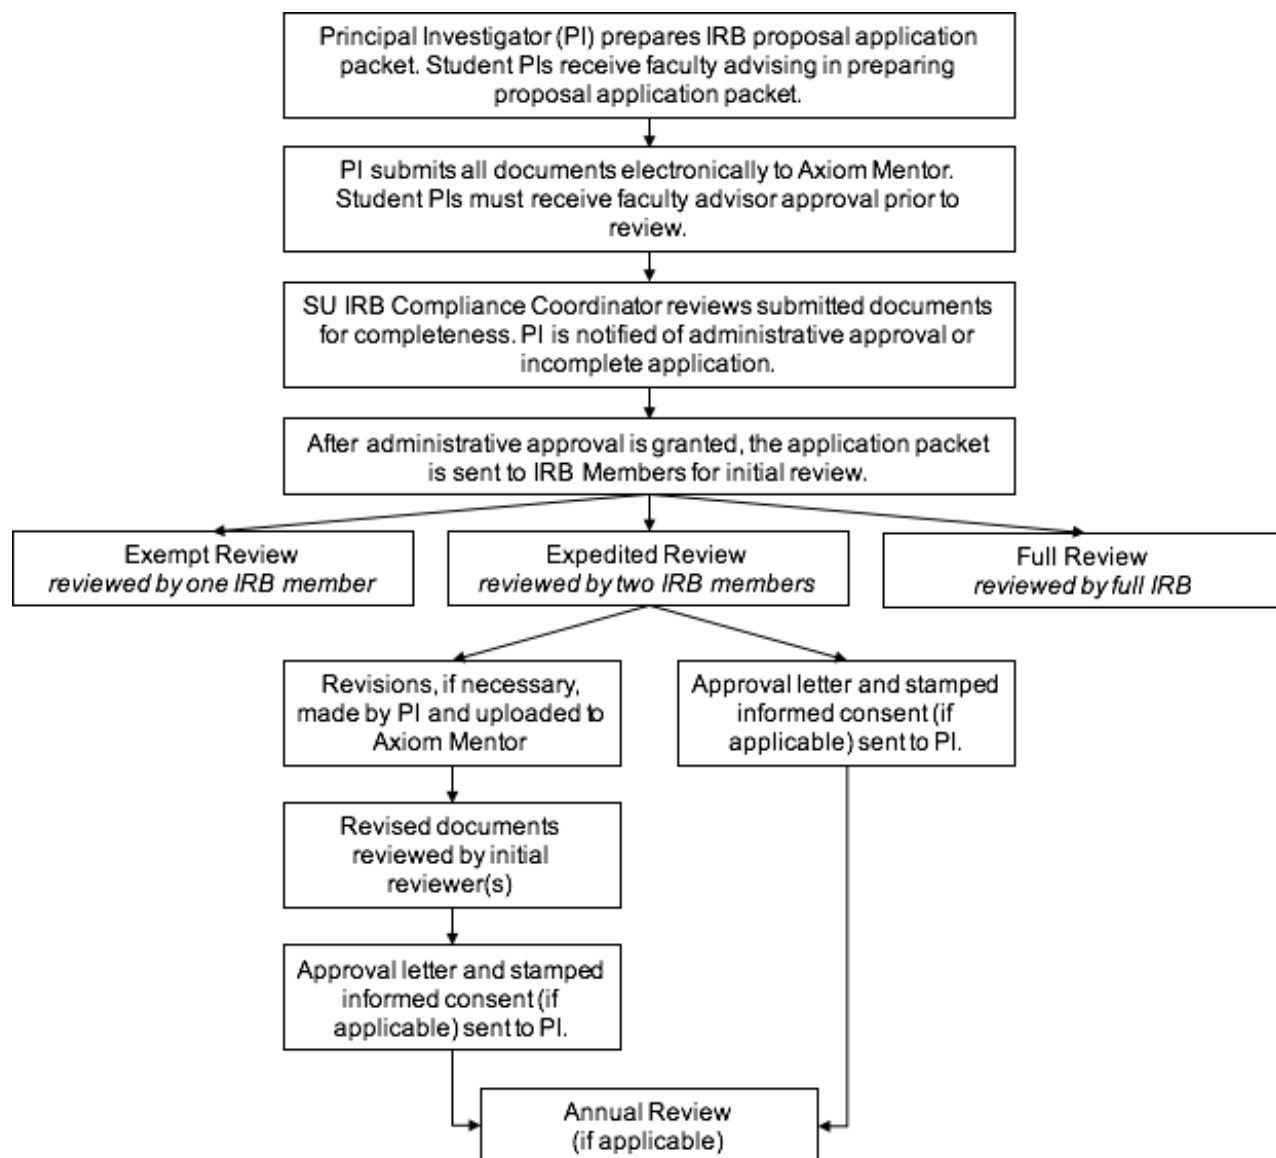 Principal Investigator (PI) prepares IRB proposal application
packet. Student PIs receive faculty advising in preparing
proposal application packet.
PI submits all documents electronically to Axiom Mentor.
Student PIs must receive faculty advisor approval prior to
review.
SU IRB Compliance Coordinator reviews submitted documents
for completeness. PI is notified of administrative approval or
incomplete application.
After administrative approval is granted, the application packet
is sent to IRB Members for initial review.
Exempt Review
reviewed by one IRB member
Expedited Review
reviewed by two IRB members
Full Review
reviewed by full IRB
Revisions, if necessary,
made by PI and uploaded to
Axiom Mentor
Approval letter and stamped
informed consent (if
applicable) sent to PI.
Revised documents
reviewed by initial
reviewer(s)
Approval letter and stamped
informed consent (if
applicable) sent to PI.
Annual Review
(if applicable)